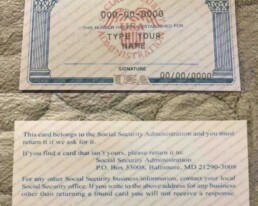 000-00-0000
THIS NUMBER HAS BEEN ESTABLISHED FOR
TYPE YOUR
NAME
SIGNATURE
00/00/0000
This card belongs to the Social Security Administration and you must
return it if we ask for it.
If you find a card that isn't yours, please return it to:
Social Security Administration
P.O. Box 33008, Baltimore, MD 21290-3008
For any other Social Security business/information, contact your local
Social Security office. If you write to the above address for any business
other than returning a found card you will not receive a response.